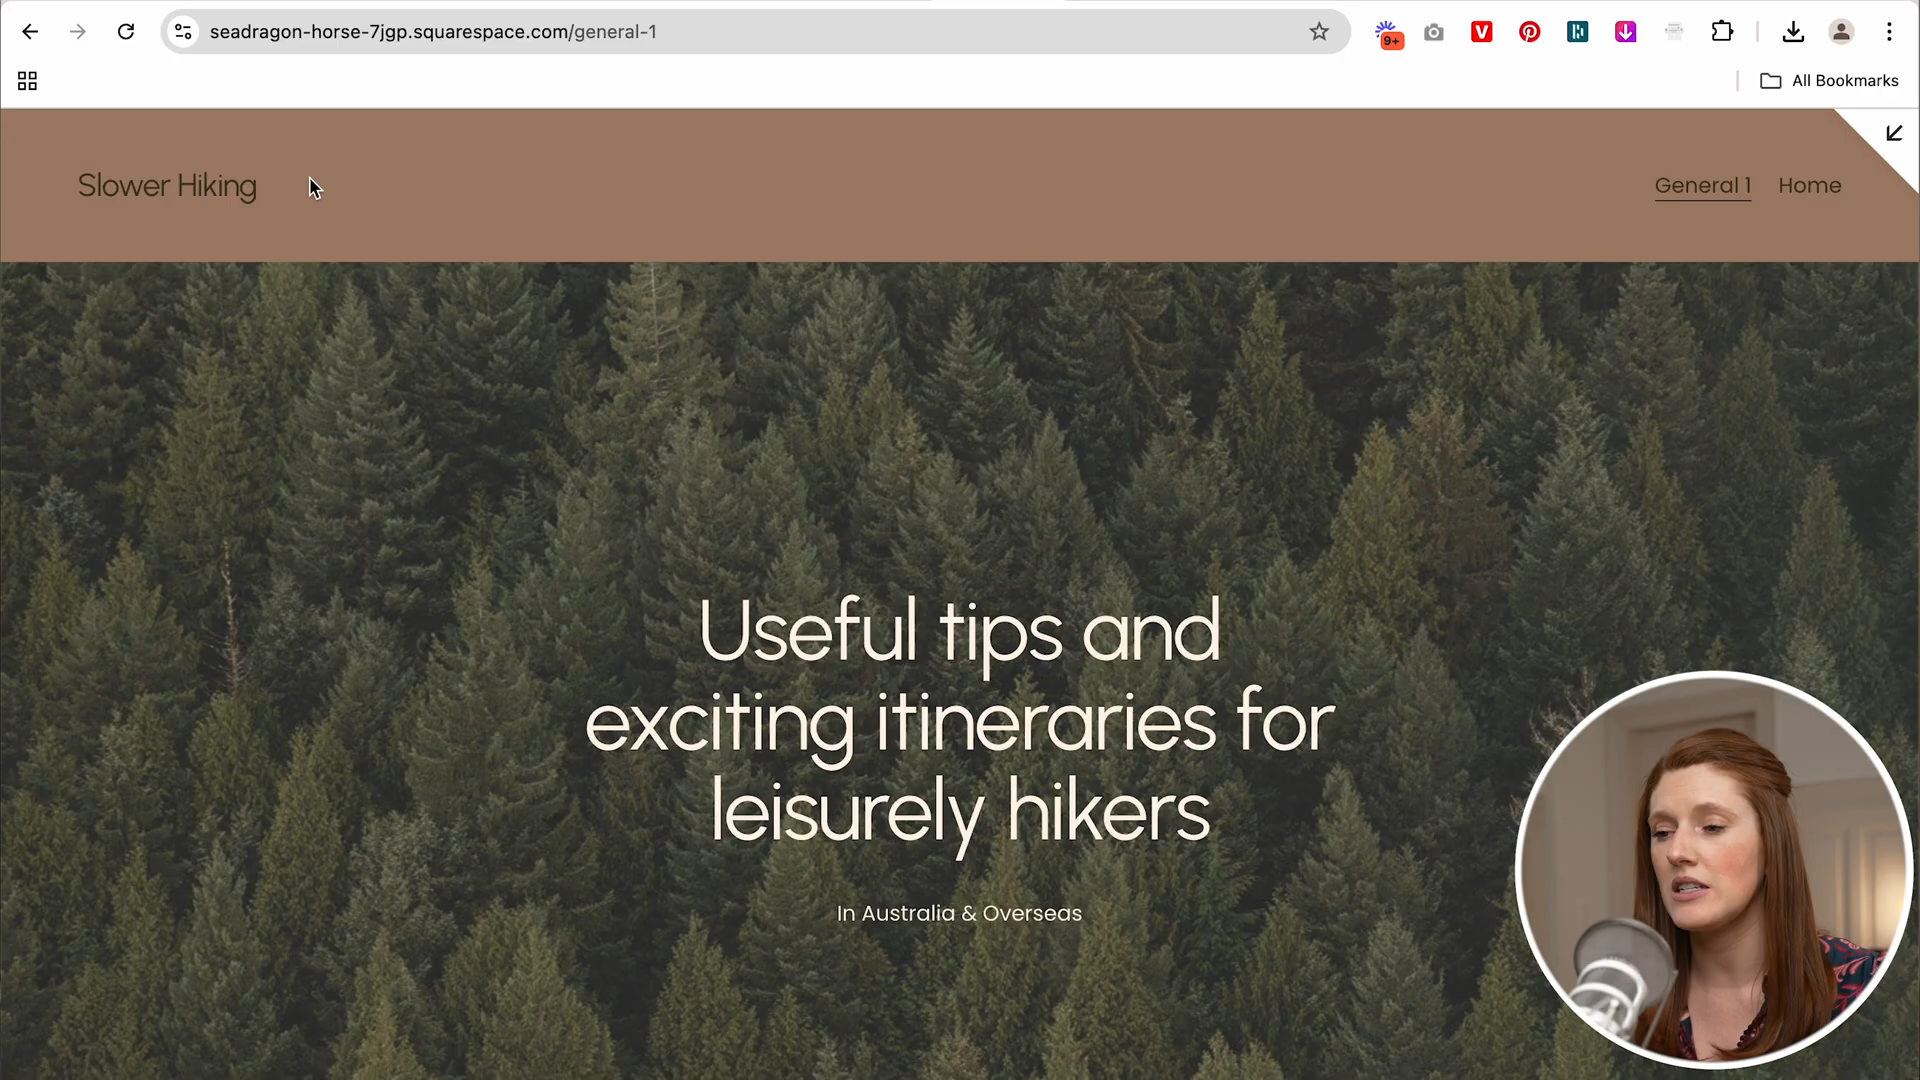 seadragon-horse-7jgp.squarespace.com/general-1
9+
V
All Bookmarks
Slower Hiking
General 1
Home
Useful tips and
exciting itineraries for
leisurely hikers
In Australia & Overseas